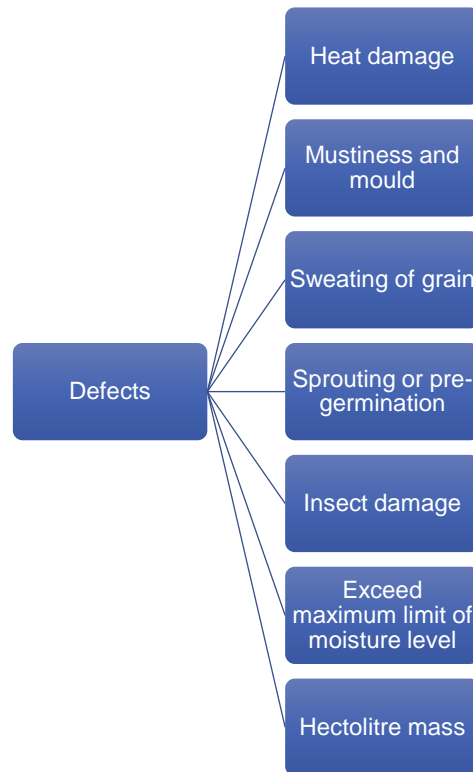 Heat damage
Mustiness and
mould
Sweating of grain
Defects
Sprouting or pre-
germination
Insect damage
Exceed
maximum limit of
moisture level
Hectolitre mass